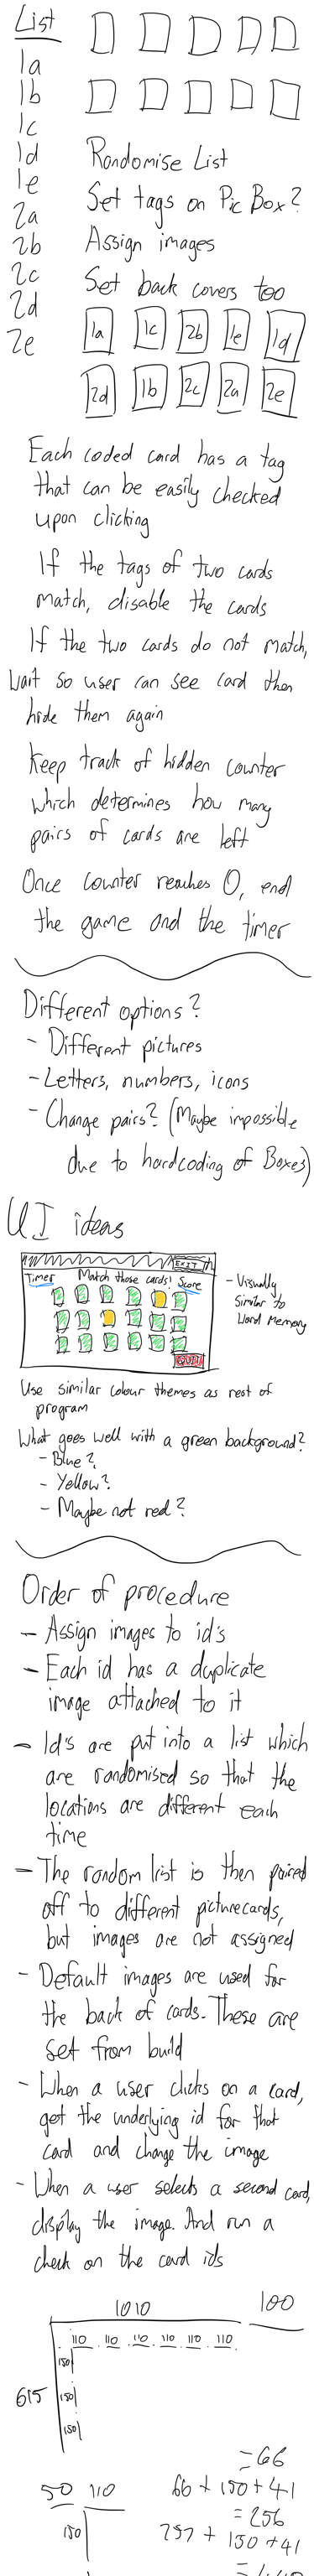 List
1a
1b
1c
1d
1e
2a
2b
2c
2d
2e
Randomise List
Set tags on Pic Box?
Assign images
Set back covers too
1a 1c 2b 1e 1d
2d 1b 2c 2a 2e
Each coded card has a tag
that can be easily checked
upon clicking
If the tags of two cards
match, disable the cards
If the two cards do not match,
wait so user can see card then
hide them again
Keep track of hidden counter
which determines how many
pairs of cards are left
Once counter reaches 0, end
the game and the timer
Different options?
- Different pictures
- Letters, numbers, icons
- Change pairs? (Maybe impossible
due to hardcoding of Boxes)
UI ideas
EXIT
Timer Match those cards! Score
- Visually
Similar to
Word Memory
Use similar colour themes as rest of
program
What goes well with a green background?
- Blue?
- Yellow?
- Maybe not red?
Order of procedure
- Assign images to id's
- Each id has a duplicate
image attached to it
- Id's are put into a list which
are randomised so that the
locations are different each
time
- The random list is then paired
off to different picturecards,
but images are not assigned
- Default images are used for
the back of cards. These are
set from build
- When a user clicks on a card,
get the underlying id for that
card and change the image
- When a user selects a second card,
display the image. And run a
check on the card ids
1010 100
110 110 110 110 110 110
150
615 150
150
= 66
50 110 66 + 150 + 41
= 256
150 257 + 150 + 41